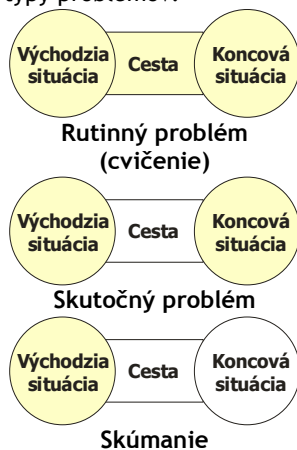 typy problémov.
Východzia situácia Cesta Koncová situácia
Rutinný problém
(cvičenie)
Východzia situácia Cesta Koncová situácia
Skutočný problém
Východzia situácia Cesta Koncová situácia
Skúmanie